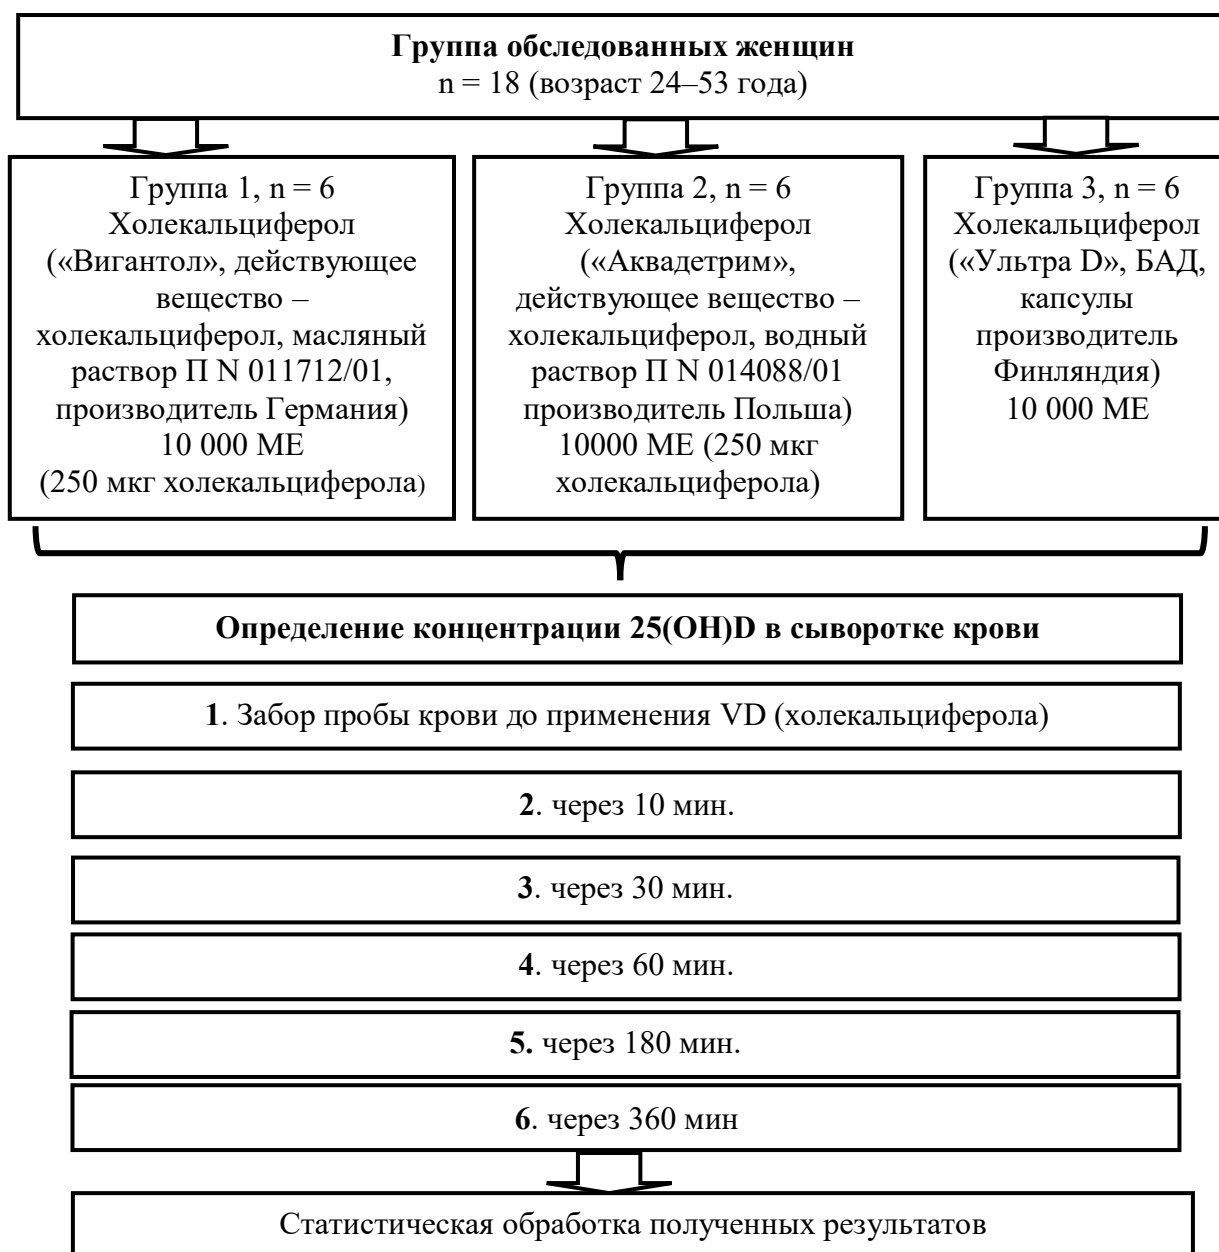 Группа обследованных женщин
n = 18 (возраст 24–53 года)
Группа 1, n = 6
Холекальциферол
(«Вигантол», действующее
вещество –
холекальциферол, масляный
раствор П N 011712/01,
производитель Германия)
10 000 МЕ
(250 мкг холекальциферола)
Группа 2, n = 6
Холекальциферол
(«Аквадетрим»,
действующее вещество –
холекальциферол, водный
раствор П N 014088/01
производитель Польша)
10000 МЕ (250 мкг
холекальциферола)
Группа 3, n = 6
Холекальциферол
(«Ультра D», БАД,
капсулы
производитель
Финляндия)
10 000 МЕ
Определение концентрации 25(OH)D в сыворотке крови
1. Забор пробы крови до применения VD (холекальциферола)
2. через 10 мин.
3. через 30 мин.
4. через 60 мин.
5. через 180 мин.
6. через 360 мин
Статистическая обработка полученных результатов